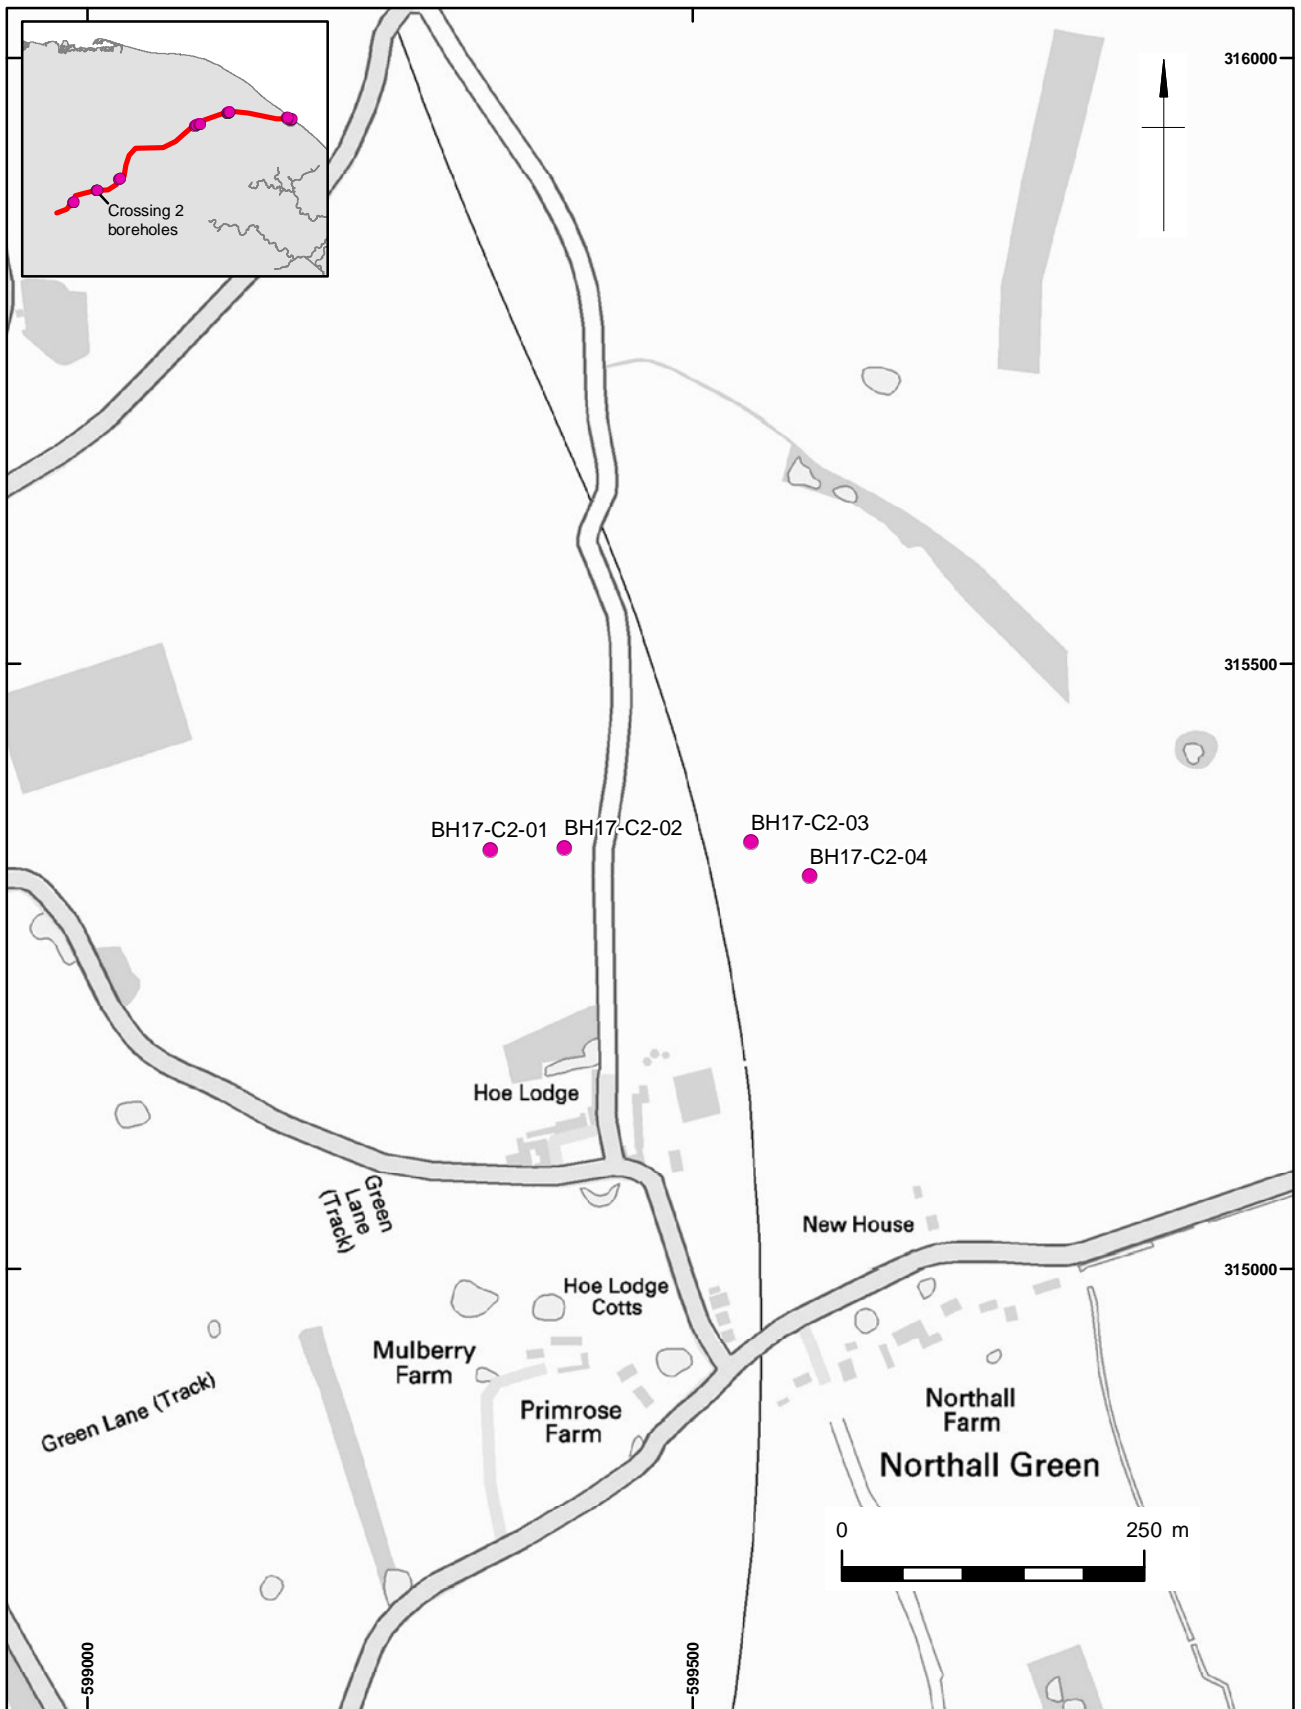 316000
Crossing 2
boreholes
315500
BH17-C2-01
BH17-C2-02
BH17-C2-03
BH17-C2-04
Hoe Lodge
Green
Lane
(Track)
New House
315000
Hoe Lodge
Cotts
Mulberry
Farm
Green Lane (Track)
Primrose
Farm
Northall
Farm
Northall Green
0 250 m
599000
599500